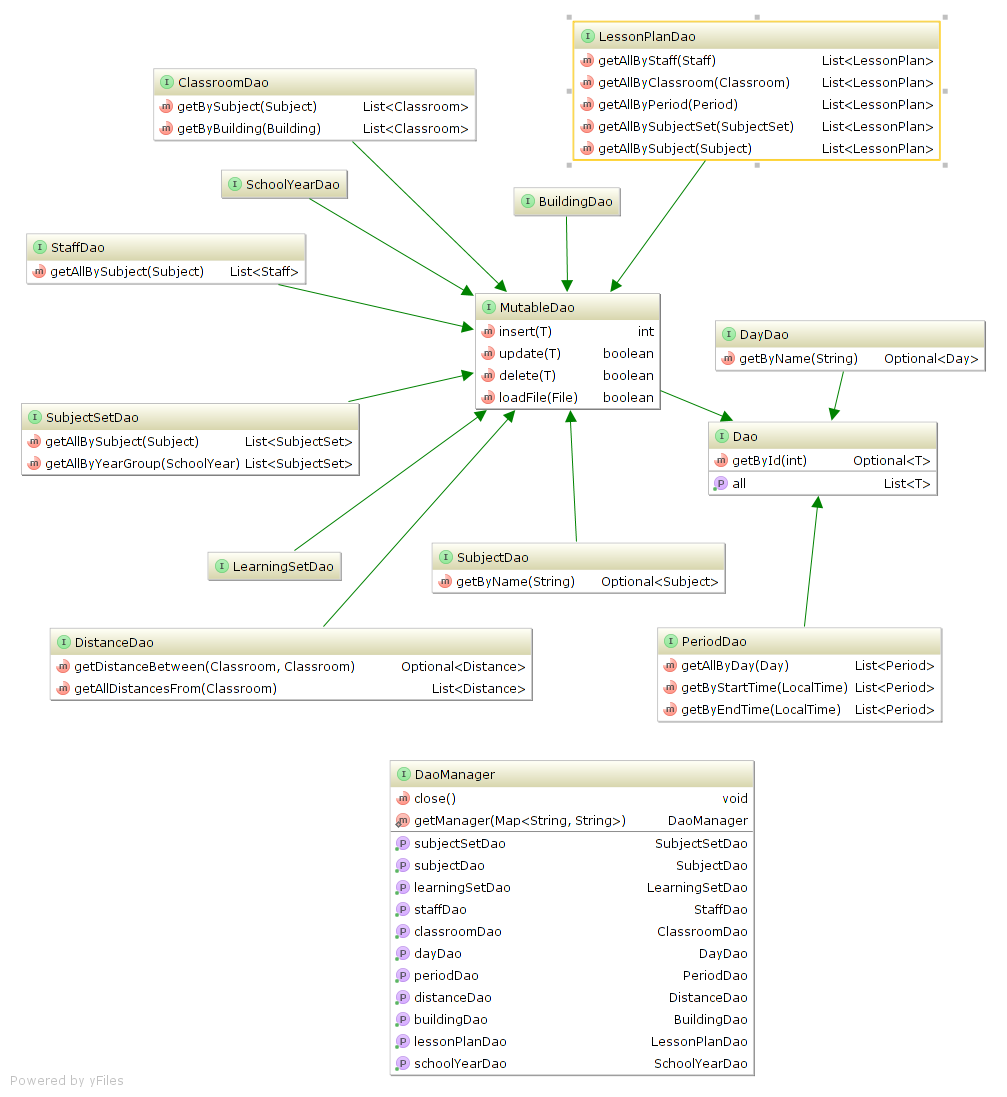 I LessonPlanDao
m getAllByStaff(Staff) List<LessonPlan>
m getAllByClassroom(Classroom) List<LessonPlan>
m getAllByPeriod(Period) List<LessonPlan>
m getAllBySubjectSet(SubjectSet) List<LessonPlan>
m getAllBySubject(Subject) List<LessonPlan>
I ClassroomDao
m getBySubject(Subject) List<Classroom>
m getByBuilding(Building) List<Classroom>
I SchoolYearDao
I BuildingDao
I StaffDao
m getAllBySubject(Subject) List<Staff>
I MutableDao
m insert(T) int
m update(T) boolean
m delete(T) boolean
m loadFile(File) boolean
I DayDao
m getByName(String) Optional<Day>
I SubjectSetDao
m getAllBySubject(Subject) List<SubjectSet>
m getAllByYearGroup(SchoolYear) List<SubjectSet>
I Dao
m getById(int) Optional<T>
P all List<T>
I LearningSetDao
I SubjectDao
m getByName(String) Optional<Subject>
I DistanceDao
m getDistanceBetween(Classroom, Classroom) Optional<Distance>
m getAllDistancesFrom(Classroom) List<Distance>
I PeriodDao
m getAllByDay(Day) List<Period>
m getByStartTime(LocalTime) List<Period>
m getByEndTime(LocalTime) List<Period>
I DaoManager
m close() void
m getManager(Map<String, String>) DaoManager
P subjectSetDao SubjectSetDao
P subjectDao SubjectDao
P learningSetDao LearningSetDao
P staffDao StaffDao
P classroomDao ClassroomDao
P dayDao DayDao
P periodDao PeriodDao
P distanceDao DistanceDao
P buildingDao BuildingDao
P lessonPlanDao LessonPlanDao
P schoolYearDao SchoolYearDao
Powered by yFiles